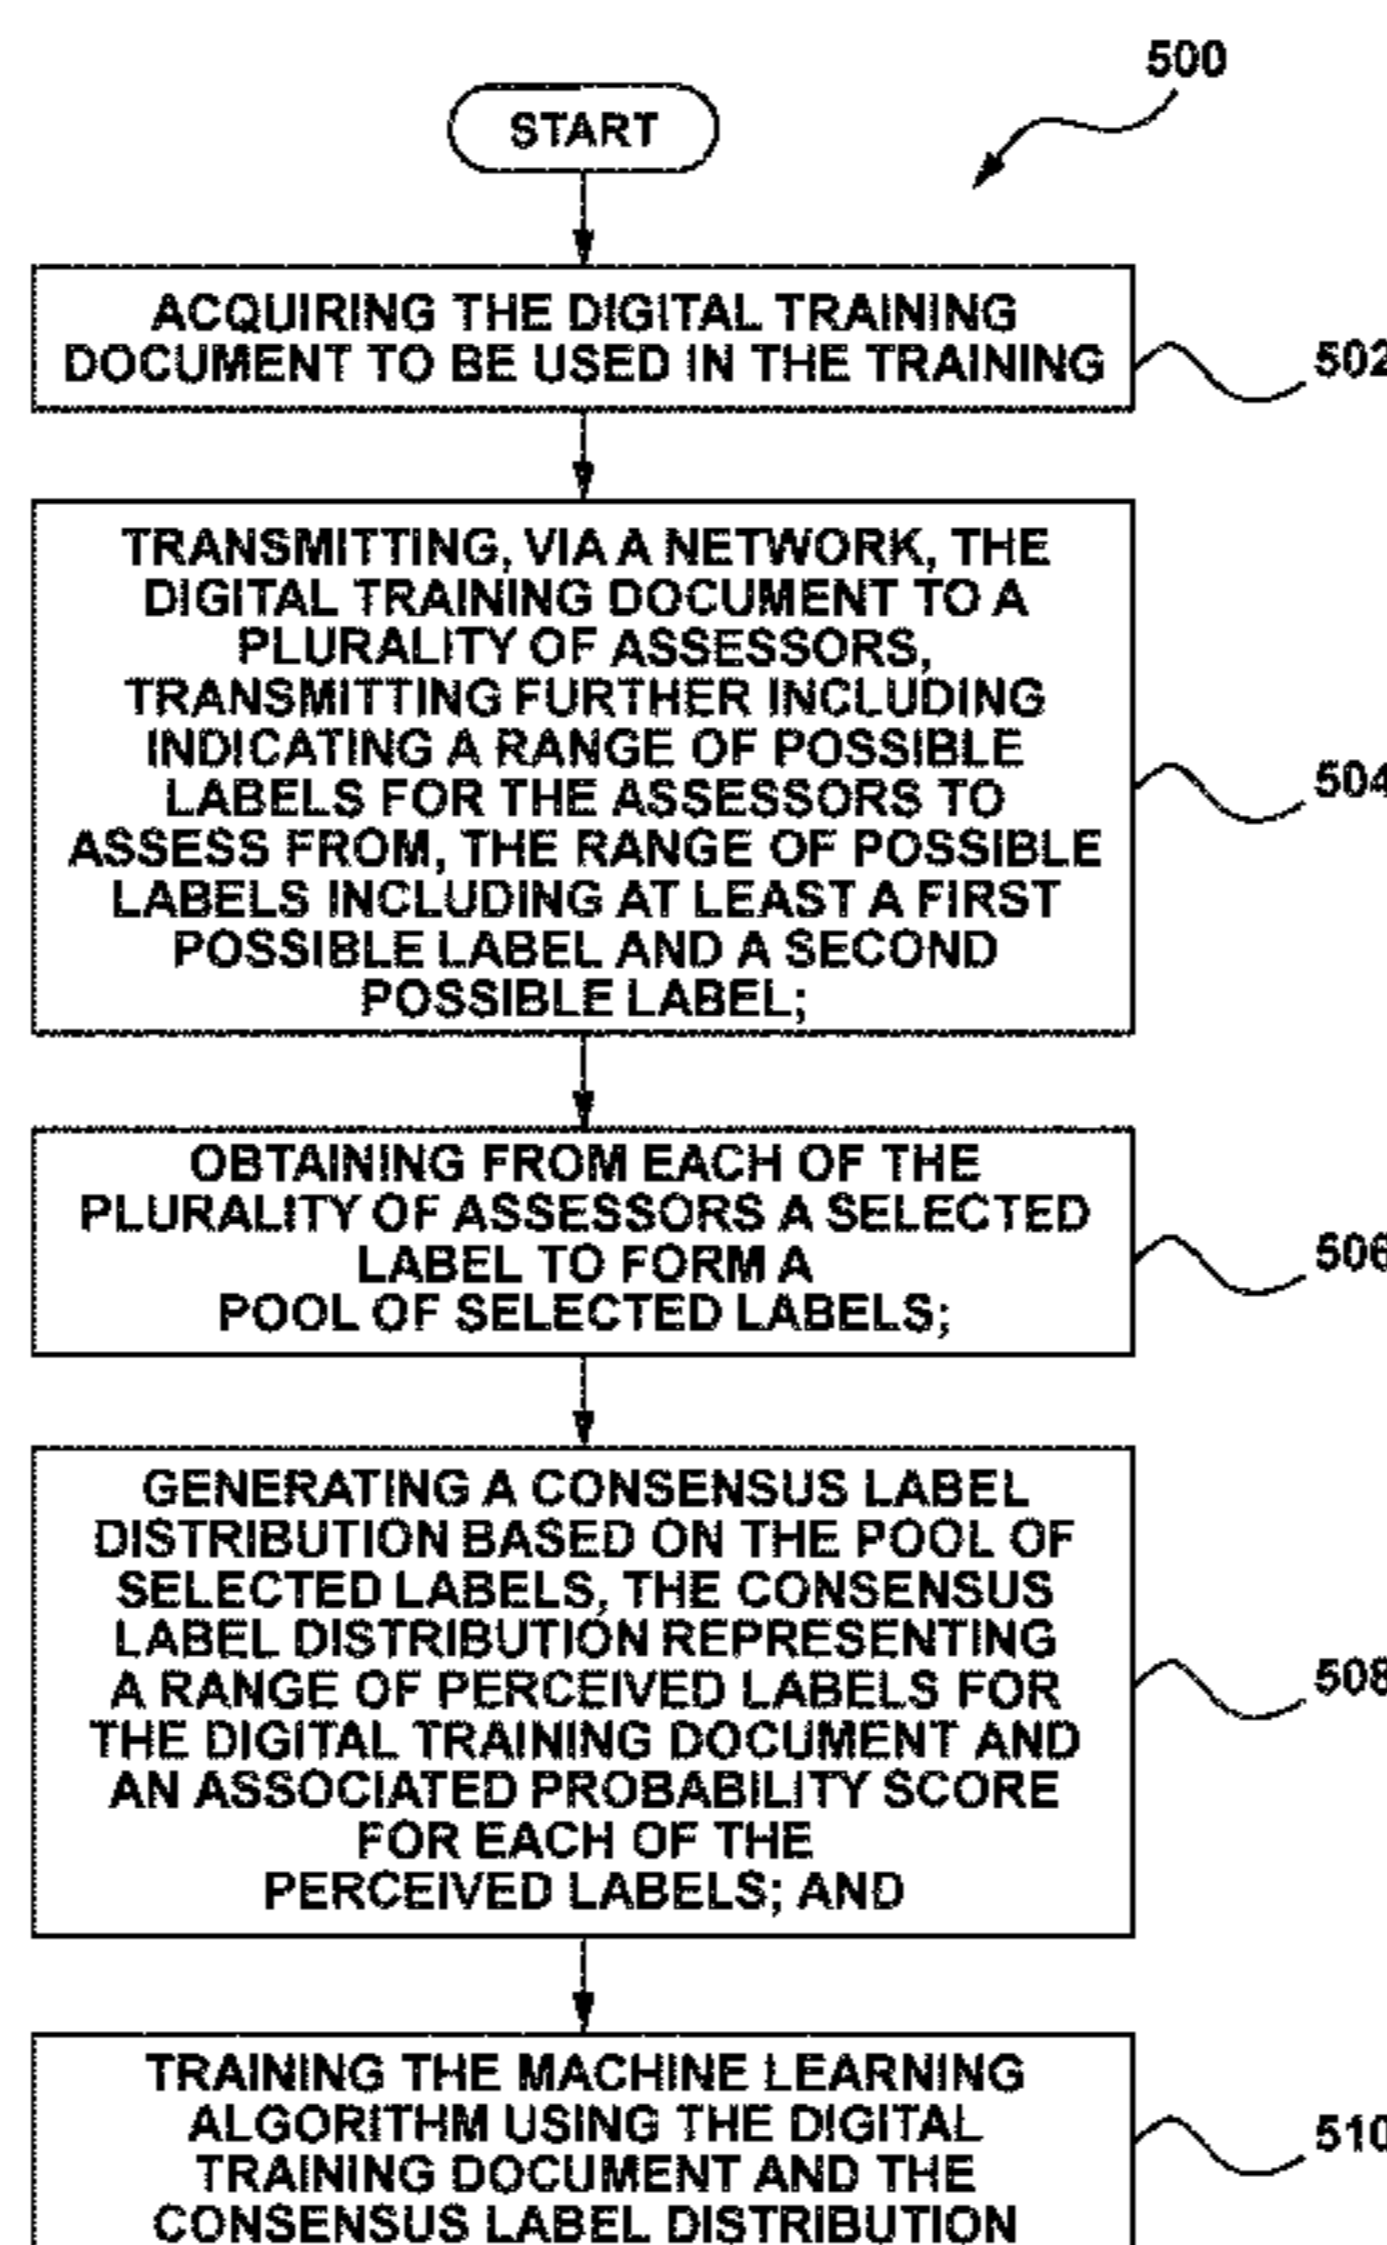 500
START
ACQUIRING THE DIGITAL TRAINING
DOCUMENT TO BE USED IN THE TRAINING
502
TRANSMITTING, VIA A NETWORK, THE
DIGITAL TRAINING DOCUMENT TO A
PLURALITY OF ASSESSORS,
TRANSMITTING FURTHER INCLUDING
INDICATING A RANGE OF POSSIBLE
LABELS FOR THE ASSESSORS TO
ASSESS FROM, THE RANGE OF POSSIBLE
LABELS INCLUDING AT LEAST A FIRST
POSSIBLE LABEL AND A SECOND
POSSIBLE LABEL;
504
OBTAINING FROM EACH OF THE
PLURALITY OF ASSESSORS A SELECTED
LABEL TO FORM A
POOL OF SELECTED LABELS;
506
GENERATING A CONSENSUS LABEL
DISTRIBUTION BASED ON THE POOL OF
SELECTED LABELS, THE CONSENSUS
LABEL DISTRIBUTION REPRESENTING
A RANGE OF PERCEIVED LABELS FOR
THE DIGITAL TRAINING DOCUMENT AND
AN ASSOCIATED PROBABILITY SCORE
FOR EACH OF THE
PERCEIVED LABELS; AND
508
TRAINING THE MACHINE LEARNING
ALGORITHM USING THE DIGITAL
TRAINING DOCUMENT AND THE
CONSENSUS LABEL DISTRIBUTION
510